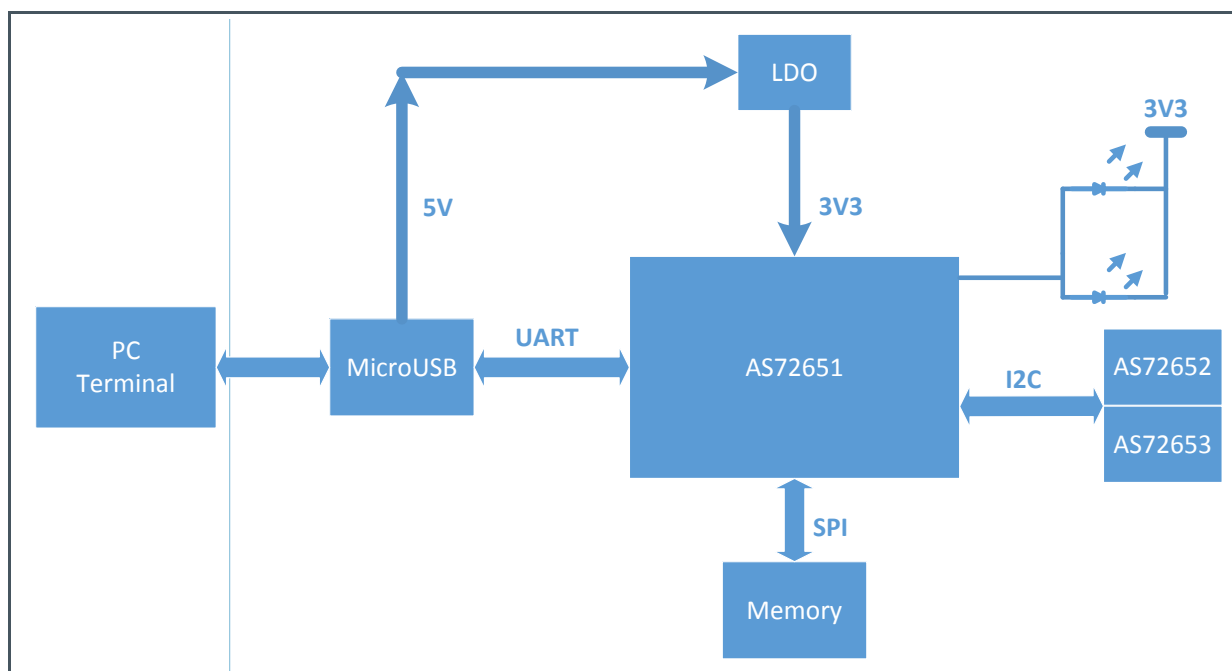 LDO
3V3
5V
3V3
PC
Terminal
MicroUSB
UART
AS72651
I2C
AS72652
AS72653
SPI
Memory